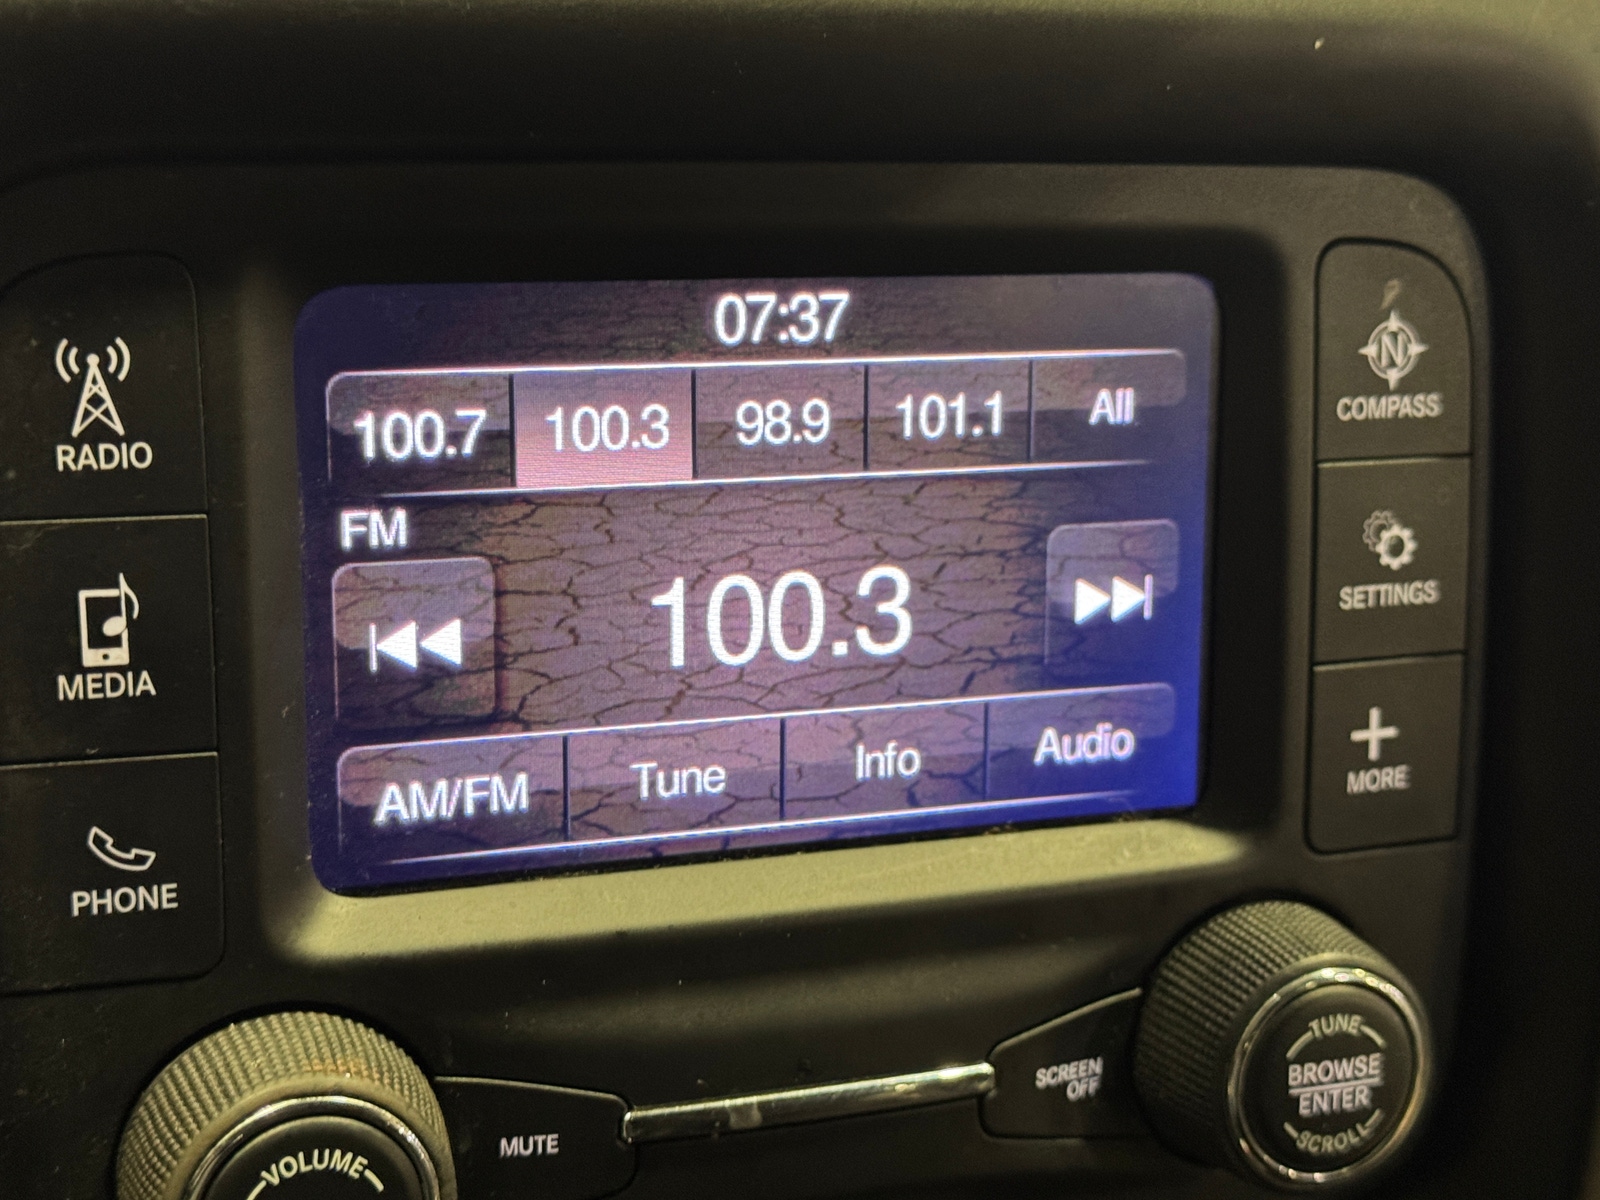 07:37
100.7 100.3 98.9 101.1 All
FM
100.3
AM/FM Tune Info Audio
RADIO
MEDIA
PHONE
N
COMPASS
SETTINGS
MORE
VOLUME
MUTE
SCREEN
OFF
TUNE
BROWSE
ENTER
SCROLL